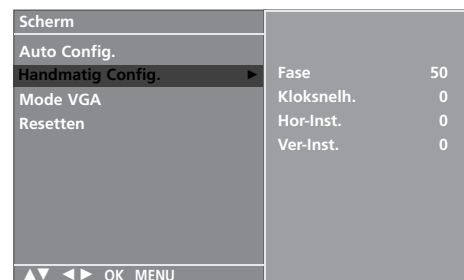 Scherm
Auto Config.
Handmatig Config. ►
Mode VGA
Resetten
Fase 50
Kloksnelh. 0
Hor-Inst. 0
Ver-Inst. 0
▲▼ ◄► OK MENU